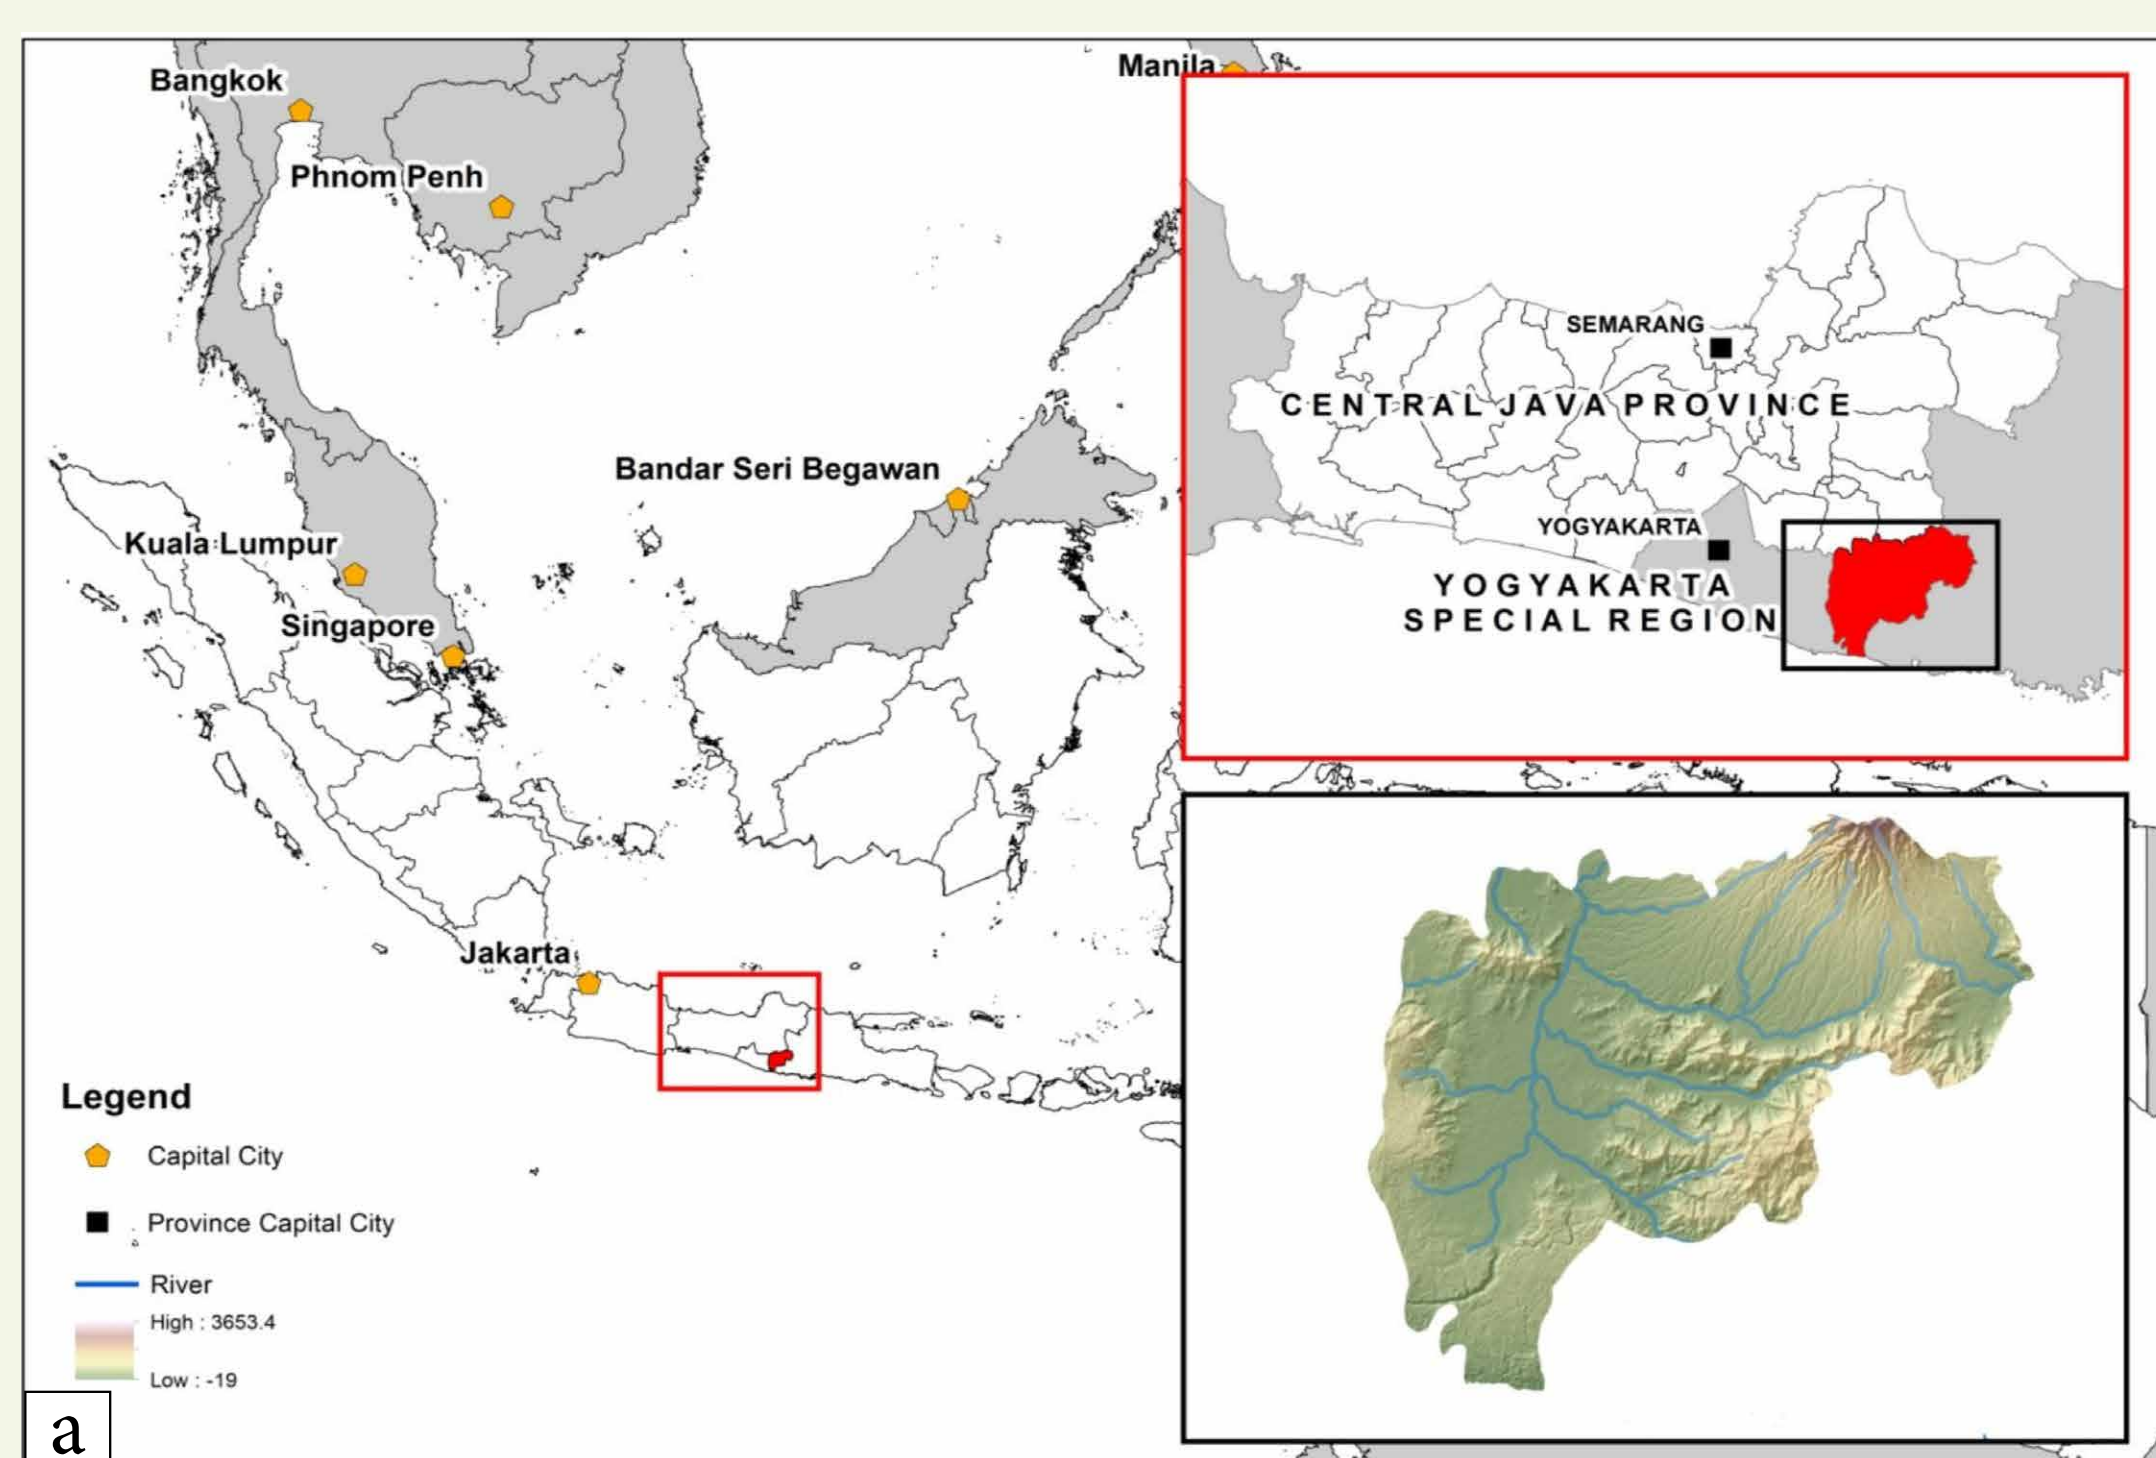 Bangkok
Manila
Phnom Penh
Bandar Seri Begawan
Kuala Lumpur
Singapore
Jakarta
SEMARANG
CENTRAL JAVA PROVINCE
YOGYAKARTA
YOGYAKARTA
SPECIAL REGION
Legend
Capital City
Province Capital City
River
High : 3653.4
Low : -19
a